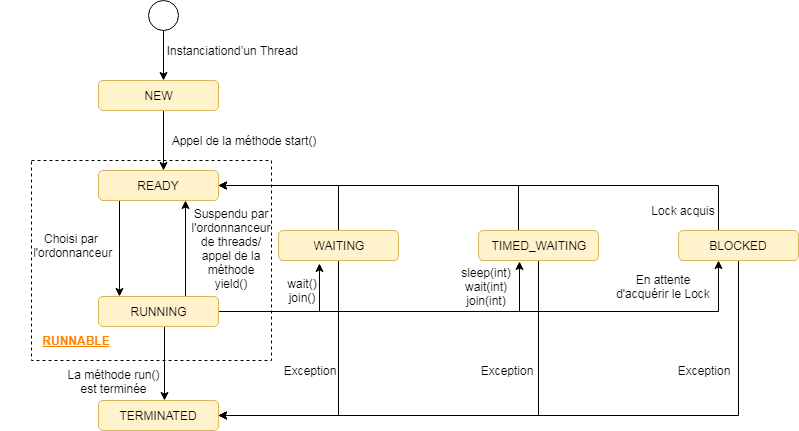 Instanciationd'un Thread
NEW
Appel de la méthode start()
READY
Choisi par
l'ordonnanceur
Suspendu par
l'ordonnanceur
de threads/
appel de la
méthode
yield()
Lock acquis
WAITING
TIMED_WAITING
BLOCKED
wait()
join()
sleep(int)
wait(int)
join(int)
En attente
d'acquérir le Lock
RUNNING
RUNNABLE
La méthode run()
est terminée
Exception
Exception
Exception
TERMINATED